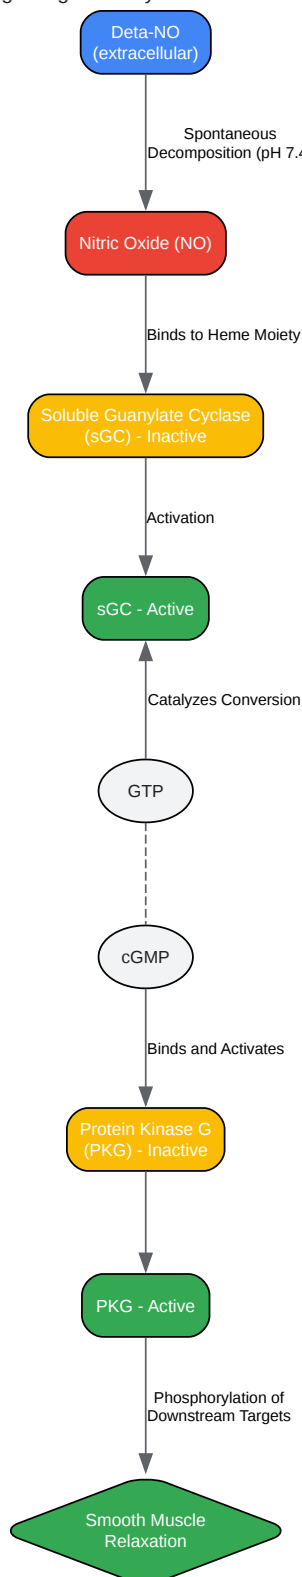 Deta-NO
(extracellular)
Spontaneous
Decomposition (pH 7.4
Nitric Oxide (NO)
Binds to Heme Moiety
Soluble Guanylate Cyclase
(sGC) - Inactive
Activation
sGC - Active
Catalyzes Conversion
GTP
cGMP
Binds and Activates
Protein Kinase G
(PKG) - Inactive
PKG - Active
Phosphorylation of
Downstream Targets
Smooth Muscle
Relaxation